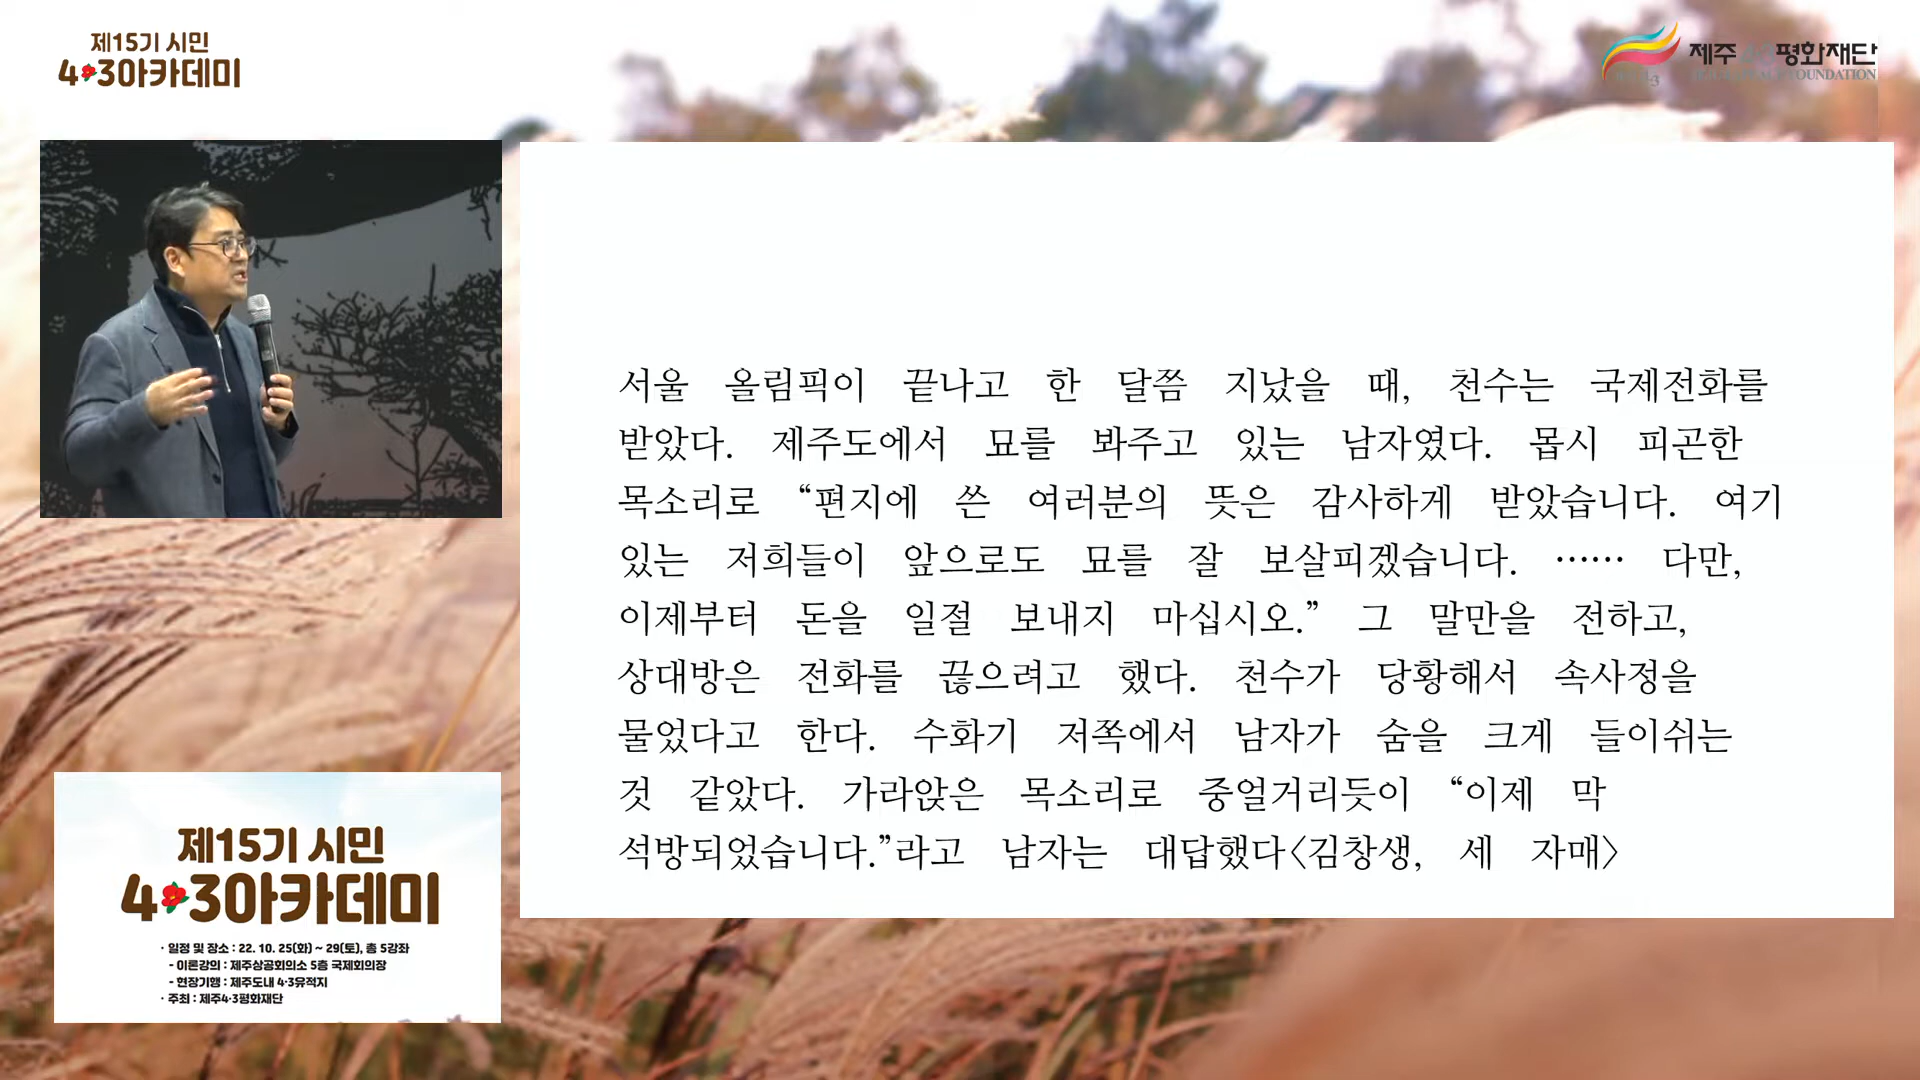 제15기 시민
4·3아카데미
제주4·3평화재단
서울 올림픽이 끝나고 한 달쯤 지났을 때, 천수는 국제전화를
받았다. 제주도에서 묘를 봐주고 있는 남자였다. 몹시 피곤한
목소리로 “편지에 쓴 여러분의 뜻은 감사하게 받았습니다. 여기
있는 저희들이 앞으로도 묘를 잘 보살피겠습니다. …… 다만,
이제부터 돈을 일절 보내지 마십시오.” 그 말만을 전하고,
상대방은 전화를 끊으려고 했다. 천수가 당황해서 속사정을
물었다고 한다. 수화기 저쪽에서 남자가 숨을 크게 들이쉬는
것 같았다. 가라앉은 목소리로 중얼거리듯이 “이제 막
석방되었습니다.”라고 남자는 대답했다〈김창생, 세 자매〉
제15기 시민
4·3아카데미
· 일정 및 장소 : 22. 10. 25(화) ~ 29(토), 총 5강좌
- 이론강의 : 제주상공회의소 5층 국제회의장
- 현장기행 : 제주도내 4·3유적지
· 주최 : 제주4·3평화재단